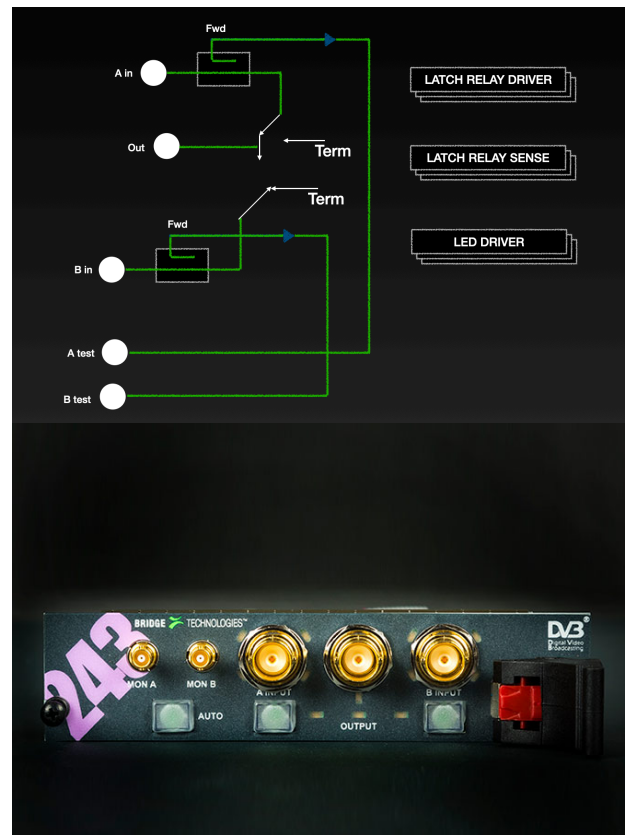 Fwd
A in
LATCH RELAY DRIVER
Out
Term
LATCH RELAY SENSE
Term
Fwd
LED DRIVER
B in
A test
B test
243
BRIDGE TECHNOLOGIES™
DVB®
Digital Video
Broadcasting
MON A
MON B
A INPUT
B INPUT
AUTO
OUTPUT